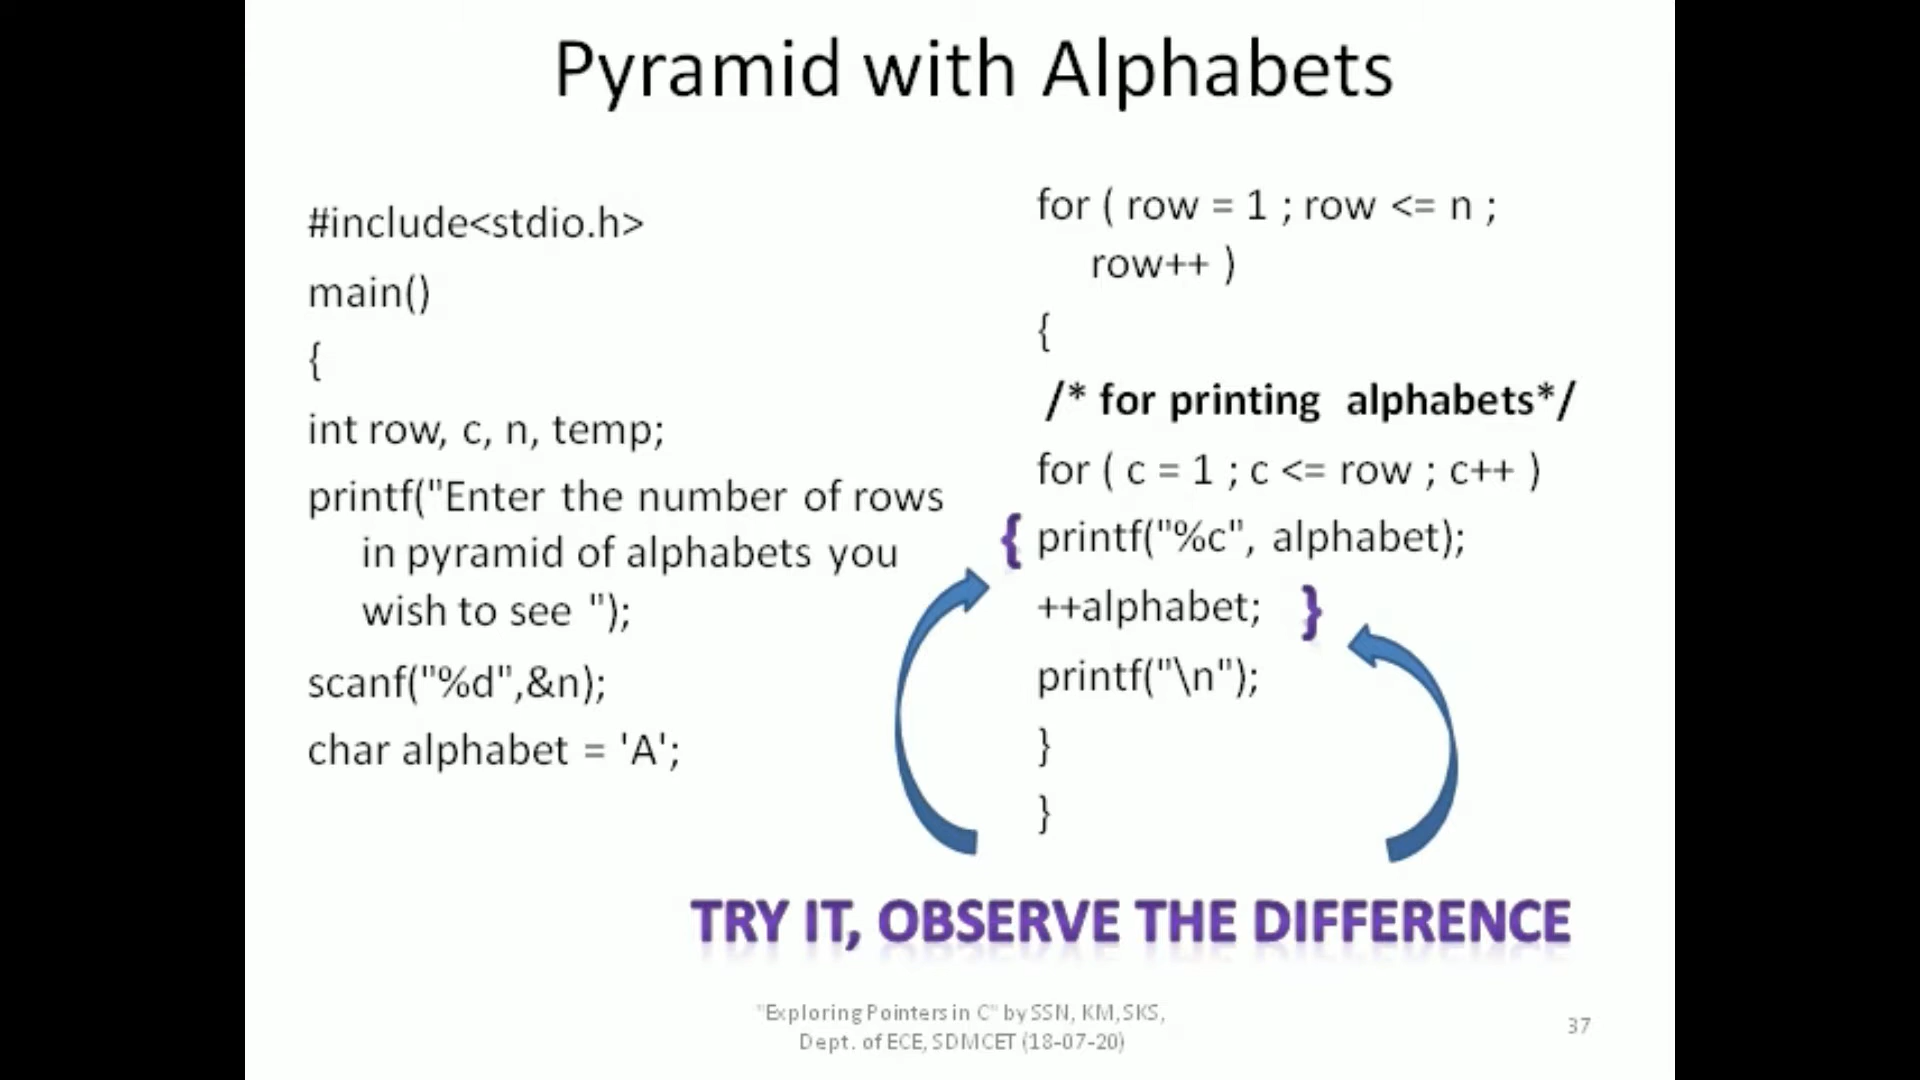 Pyramid with Alphabets
#include<stdio.h>
main()
{
int row, c, n, temp;
printf("Enter the number of rows
in pyramid of alphabets you
wish to see ");
scanf("%d",&n);
char alphabet = 'A';
for ( row = 1 ; row <= n ;
row++ )
{
/* for printing alphabets*/
for ( c = 1 ; c <= row ; c++ )
{ printf("%c", alphabet);
++alphabet; }
printf("\n");
}
}
TRY IT, OBSERVE THE DIFFERENCE
"Exploring Pointers in C" by SSN, KM,SKS,
Dept. of ECE, SDMCET (18-07-20)
37